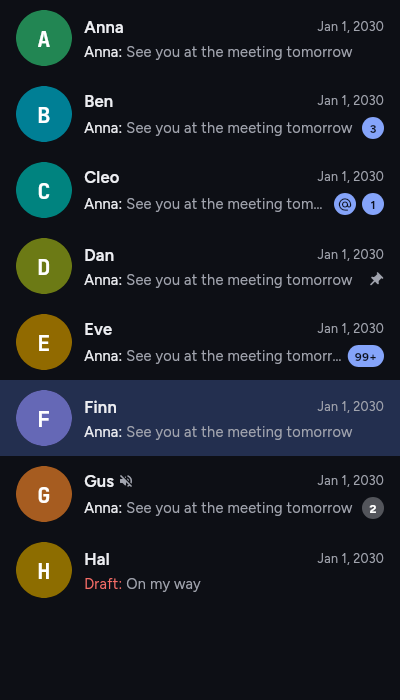 A
Anna
Jan 1, 2030
Anna: See you at the meeting tomorrow
B
Ben
Jan 1, 2030
Anna: See you at the meeting tomorrow
3
C
Cleo
Jan 1, 2030
Anna: See you at the meeting tom...
@
1
D
Dan
Jan 1, 2030
Anna: See you at the meeting tomorrow
E
Eve
Jan 1, 2030
Anna: See you at the meeting tomorr...
99+
F
Finn
Jan 1, 2030
Anna: See you at the meeting tomorrow
G
Gus
Jan 1, 2030
Anna: See you at the meeting tomorrow
2
H
Hal
Jan 1, 2030
Draft: On my way